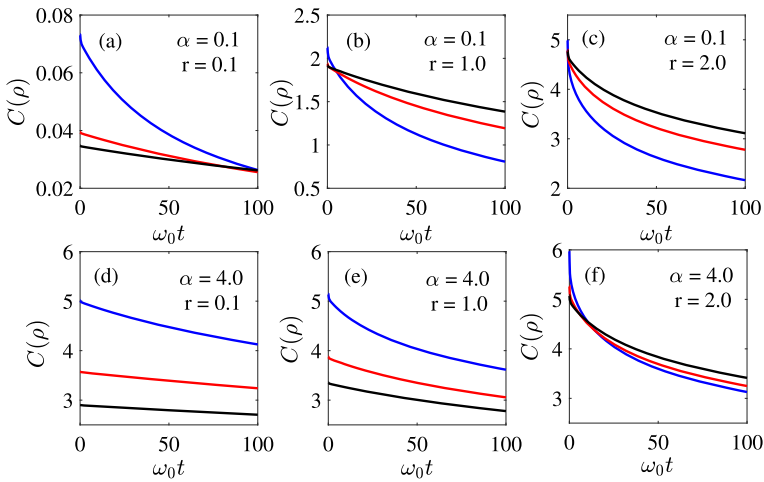 (a)
α = 0.1
r = 0.1
C(ρ)
0.08
0.06
0.04
0.02
0
50
100
ω₀t
(b)
α = 0.1
r = 1.0
C(ρ)
2.5
2
1.5
1
0.5
0
50
100
ω₀t
(c)
α = 0.1
r = 2.0
C(ρ)
5
4
3
2
0
50
100
ω₀t
(d)
α = 4.0
r = 0.1
C(ρ)
6
5
4
3
0
50
100
ω₀t
(e)
α = 4.0
r = 1.0
C(ρ)
6
5
4
3
0
50
100
ω₀t
(f)
α = 4.0
r = 2.0
C(ρ)
6
5
4
3
0
50
100
ω₀t